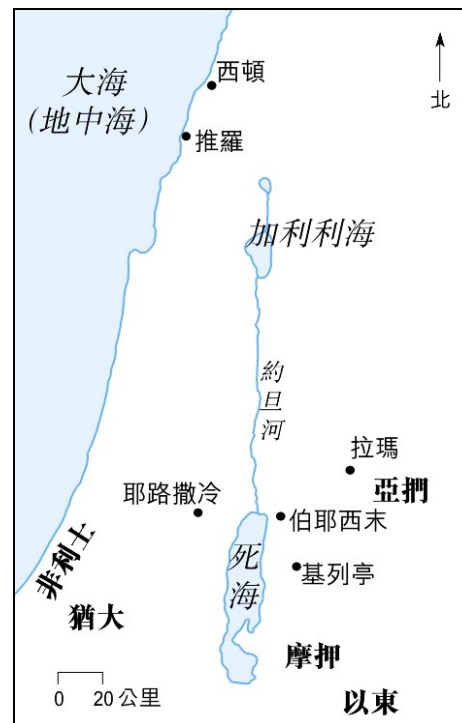 大海
(地中海)
西頓
北
推羅
加利利海
約旦河
拉瑪
亞捫
耶路撒冷
伯耶西末
非利士
死海
基列亭
猶大
摩押
0 20 公里
以東